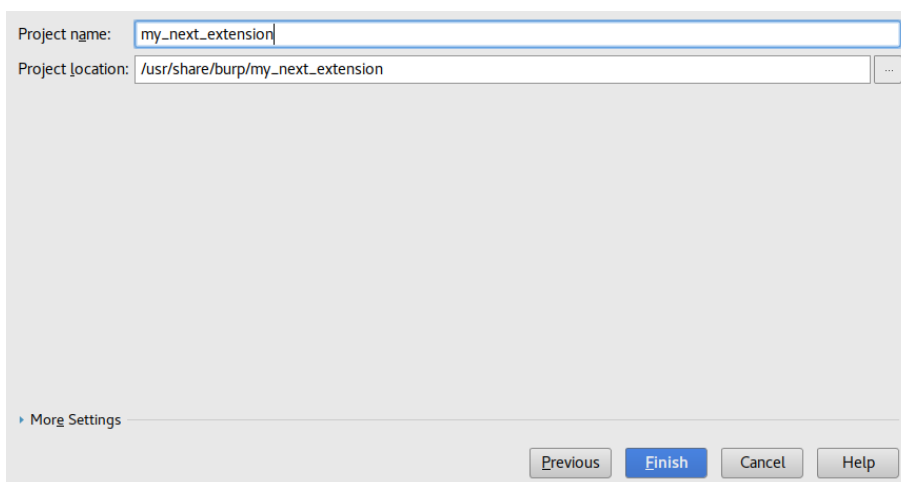 Project name: my_next_extension
Project location: /usr/share/burp/my_next_extension ...
More Settings
Previous Finish Cancel Help